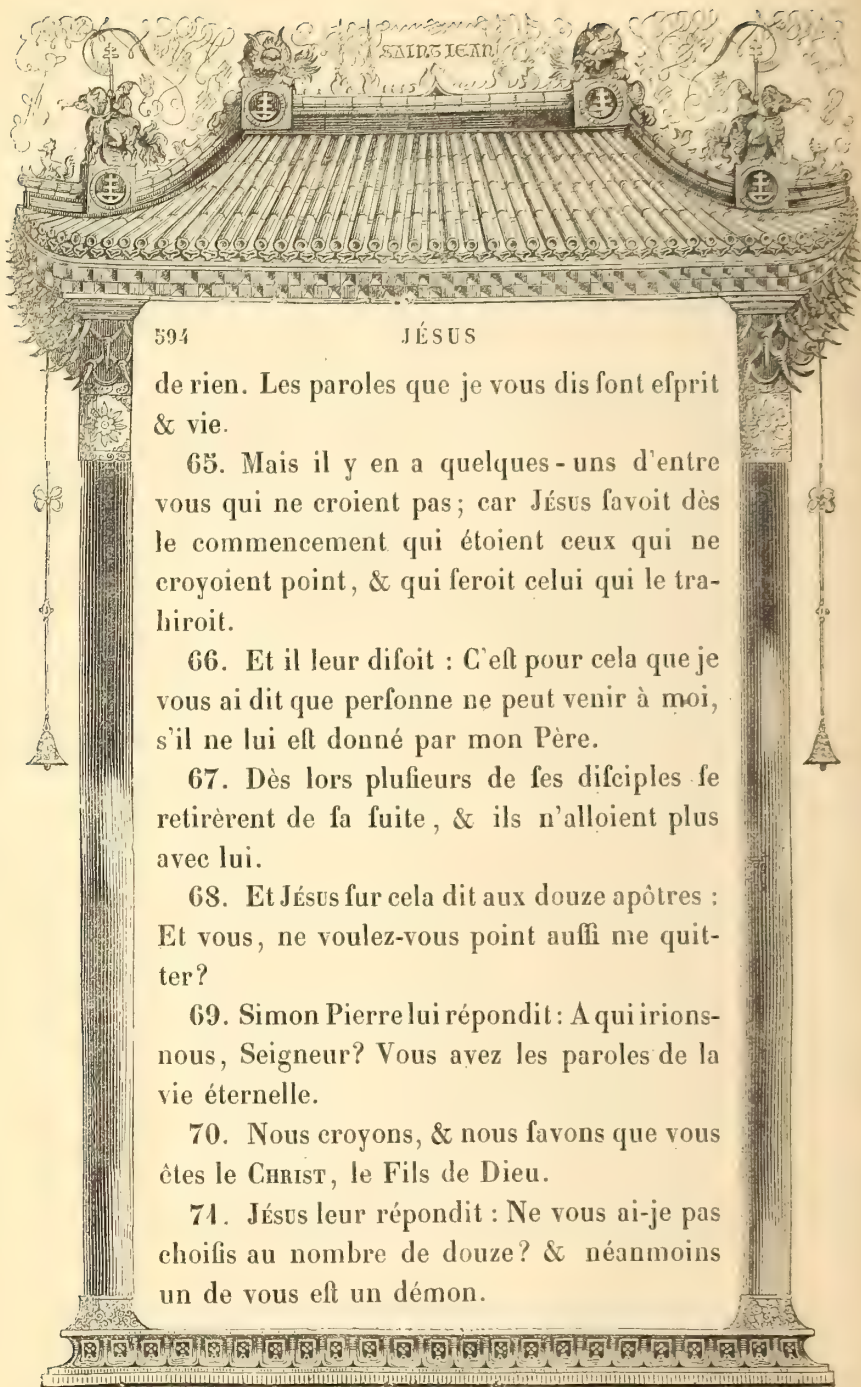 SAINT IEAN
594 JÉSUS
de rien. Les paroles que je vous dis ſont eſprit
& vie.
65. Mais il y en a quelques-uns d'entre
vous qui ne croient pas; car JÉSUS ſavoit dès
le commencement qui étoient ceux qui ne
croyoient point, & qui ſeroit celui qui le tra-
hiroit.
66. Et il leur diſoit : C'eſt pour cela que je
vous ai dit que perſonne ne peut venir à moi,
s'il ne lui eſt donné par mon Père.
67. Dès lors pluſieurs de ſes diſciples ſe
retirèrent de ſa ſuite, & ils n'alloient plus
avec lui.
68. Et JÉSUS ſur cela dit aux douze apôtres :
Et vous, ne voulez-vous point auſſi me quit-
ter?
69. Simon Pierre lui répondit : A qui irions-
nous, Seigneur? Vous avez les paroles de la
vie éternelle.
70. Nous croyons, & nous ſavons que vous
êtes le CHRIST, le Fils de Dieu.
71. JÉSUS leur répondit : Ne vous ai-je pas
choiſis au nombre de douze? & néanmoins
un de vous eſt un démon.